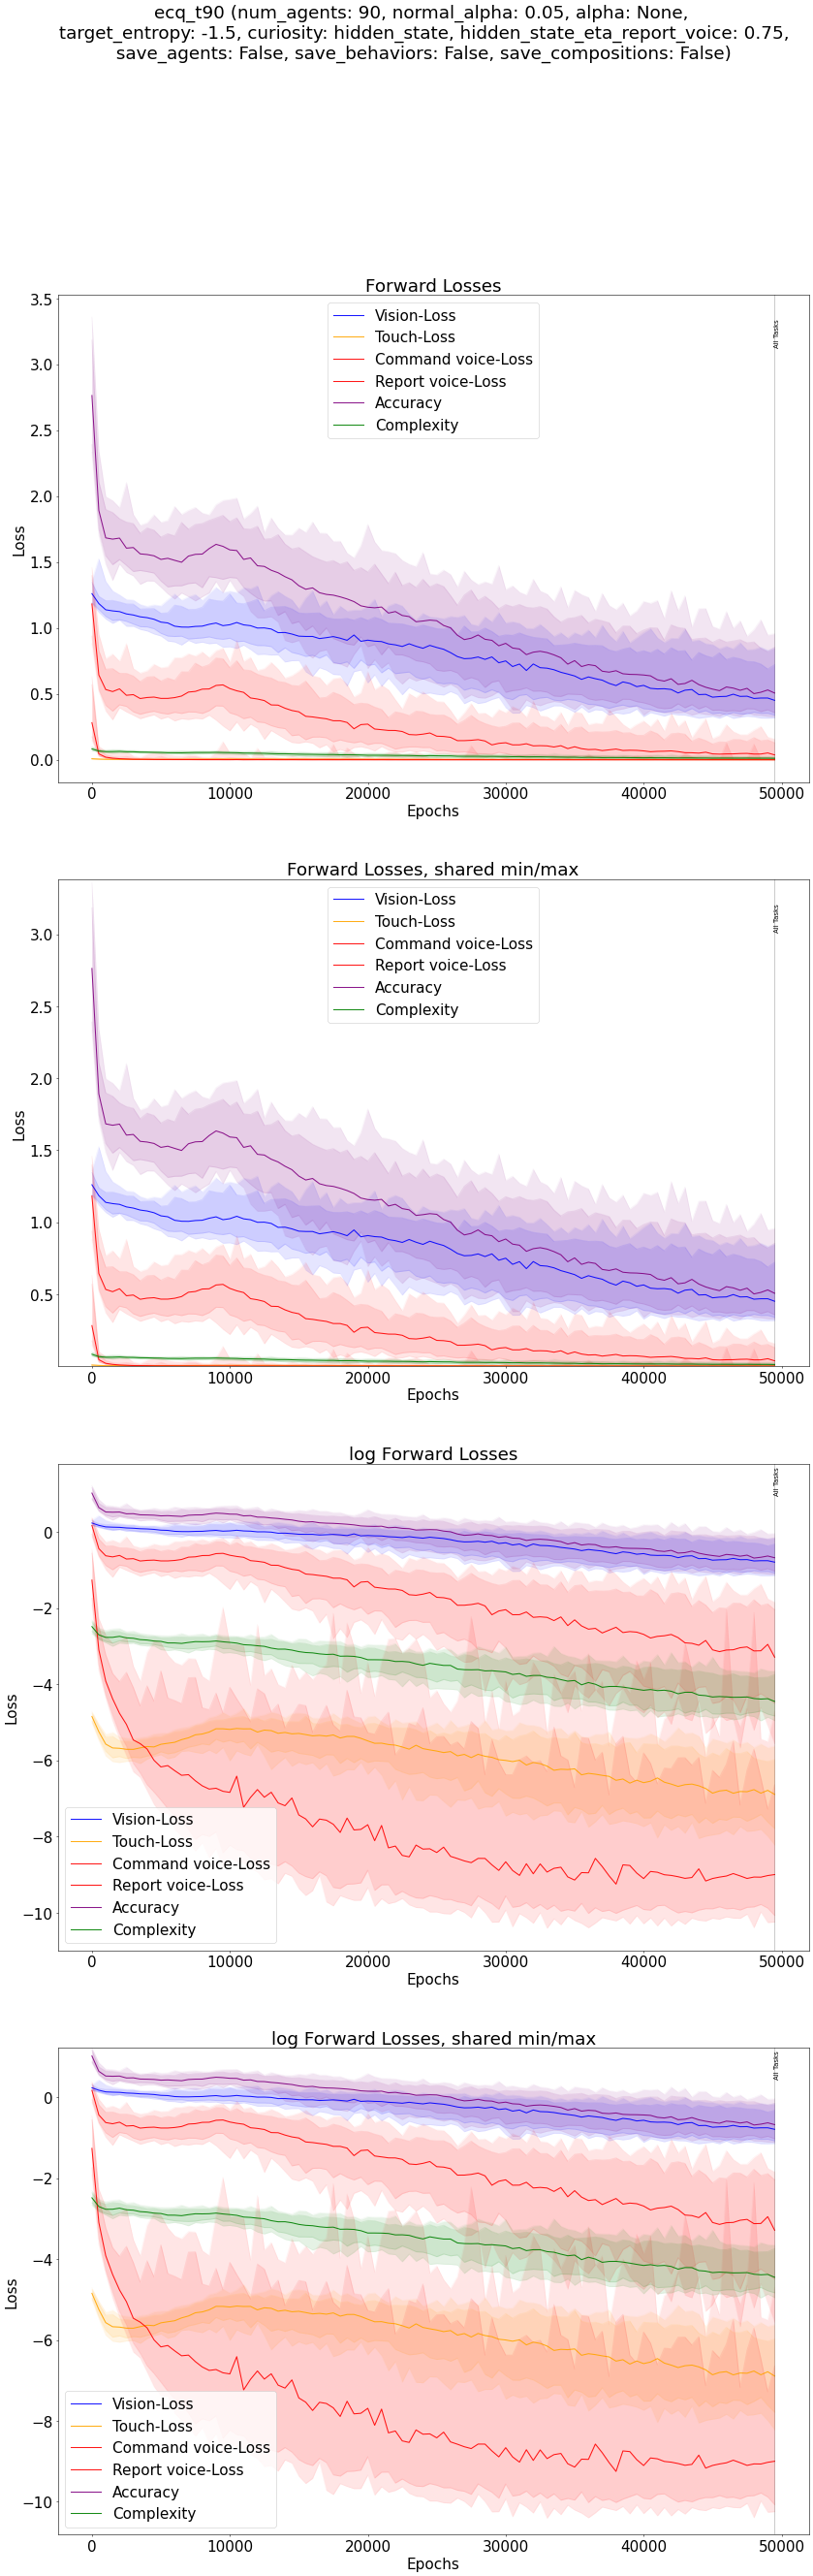 ecq_t90 (num_agents: 90, normal_alpha: 0.05, alpha: None,
target_entropy: -1.5, curiosity: hidden_state, hidden_state_eta_report_voice: 0.75,
save_agents: False, save_behaviors: False, save_compositions: False)
Forward Losses
3.5
3.0
2.5
2.0
1.5
1.0
0.5
0.0
Loss
Vision-Loss
Touch-Loss
Command voice-Loss
Report voice-Loss
Accuracy
Complexity
All Tasks
0 10000 20000 30000 40000 50000
Epochs
Forward Losses, shared min/max
3.0
2.5
2.0
1.5
1.0
0.5
Loss
Vision-Loss
Touch-Loss
Command voice-Loss
Report voice-Loss
Accuracy
Complexity
All Tasks
0 10000 20000 30000 40000 50000
Epochs
log Forward Losses
0
−2
−4
−6
−8
−10
Loss
All Tasks
Vision-Loss
Touch-Loss
Command voice-Loss
Report voice-Loss
Accuracy
Complexity
0 10000 20000 30000 40000 50000
Epochs
log Forward Losses, shared min/max
0
−2
−4
−6
−8
−10
Loss
All Tasks
Vision-Loss
Touch-Loss
Command voice-Loss
Report voice-Loss
Accuracy
Complexity
0 10000 20000 30000 40000 50000
Epochs